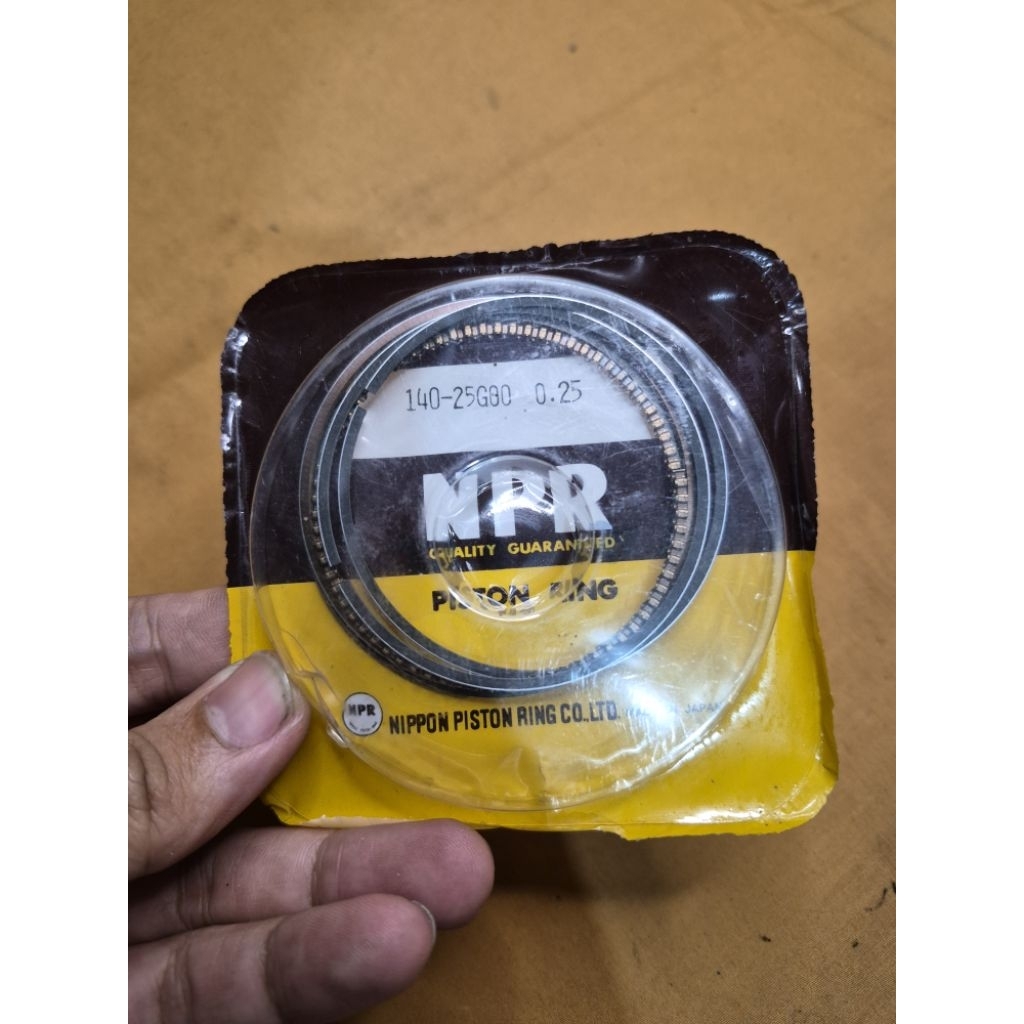 140-25G00 0.25
NPR
QUALITY GUARANTEED
PISTON RING
NPR
NIPPON PISTON RING CO.,LTD.
JAPAN